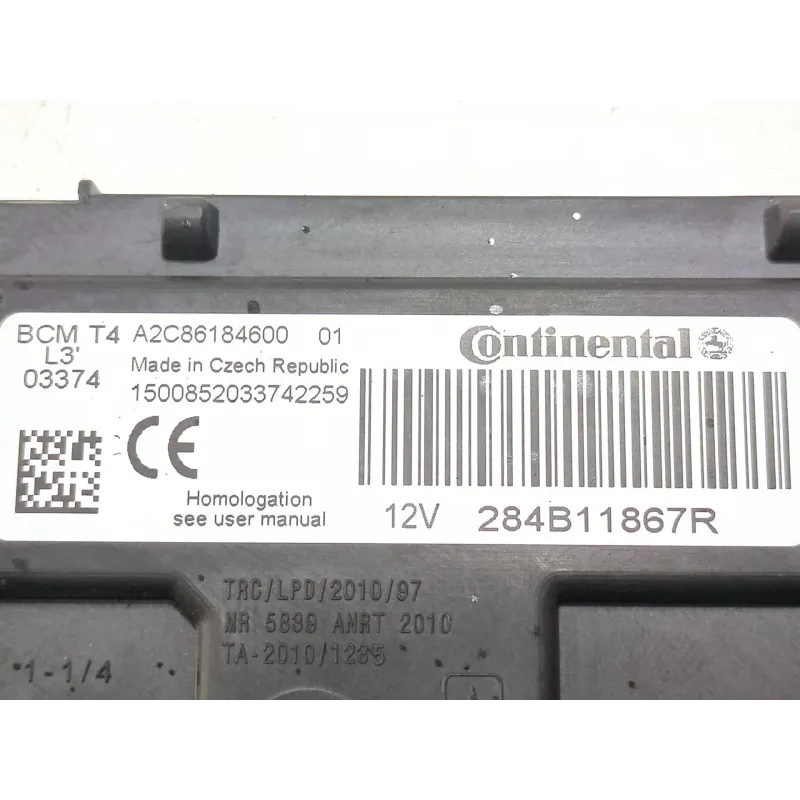 BCM T4 A2C86184600 01
L3'
03374
Made in Czech Republic
1500852033742259
Continental
CE
Homologation
see user manual
12V 284B11867R
TRC/LPD/2010/97
MR 5839 ANRT 2010
TA-2010/1235
1-1/4
A